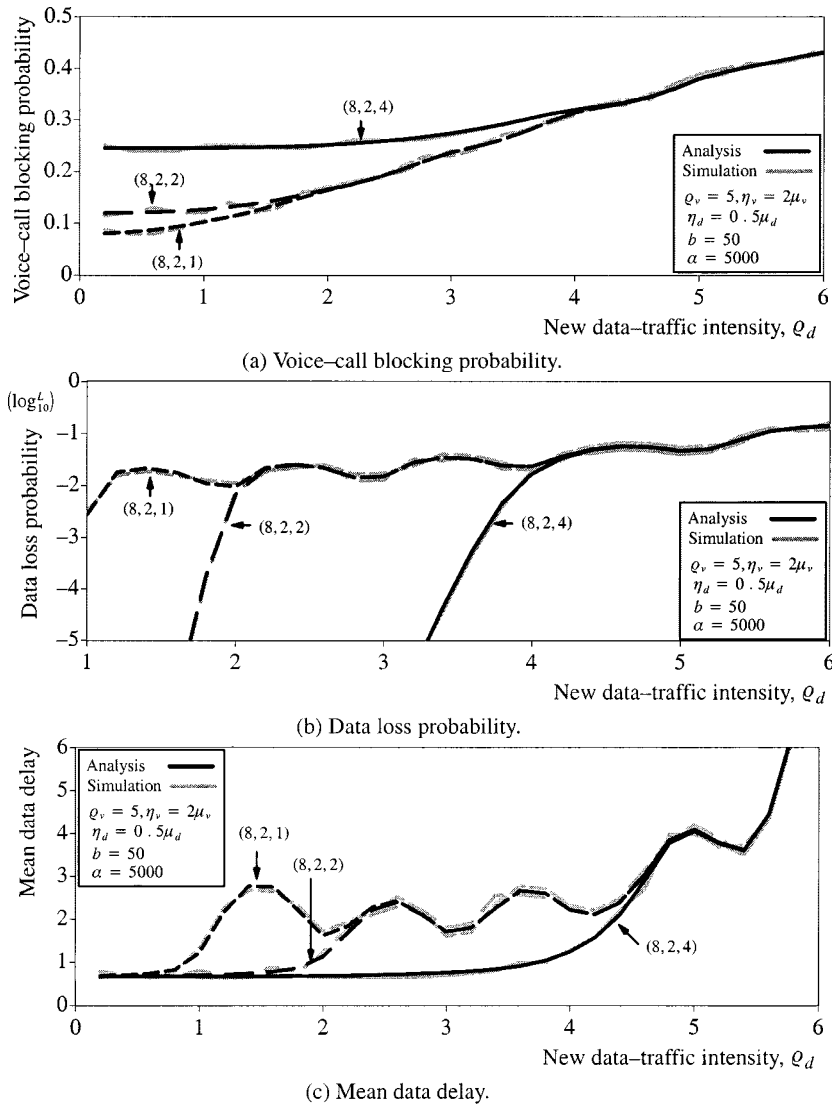 Voice–call blocking probability
0.5
0.4
0.3
0.2
0.1
0
(8, 2, 4)
(8, 2, 2)
(8, 2, 1)
Analysis
Simulation
ϱv = 5, ηv = 2μv
ηd = 0 . 5μd
b = 50
α = 5000
0 1 2 3 4 5 6
New data–traffic intensity, ϱd
(a) Voice–call blocking probability.
(log L 10)
Data loss probability
0
−1
−2
−3
−4
−5
(8, 2, 1)
(8, 2, 2)
(8, 2, 4)
Analysis
Simulation
ϱv = 5, ηv = 2μv
ηd = 0 . 5μd
b = 50
α = 5000
1 2 3 4 5 6
New data–traffic intensity, ϱd
(b) Data loss probability.
Mean data delay
6
5
4
3
2
1
0
Analysis
Simulation
ϱv = 5, ηv = 2μv
ηd = 0 . 5μd
b = 50
α = 5000
(8, 2, 1)
(8, 2, 2)
(8, 2, 4)
0 1 2 3 4 5 6
New data–traffic intensity, ϱd
(c) Mean data delay.